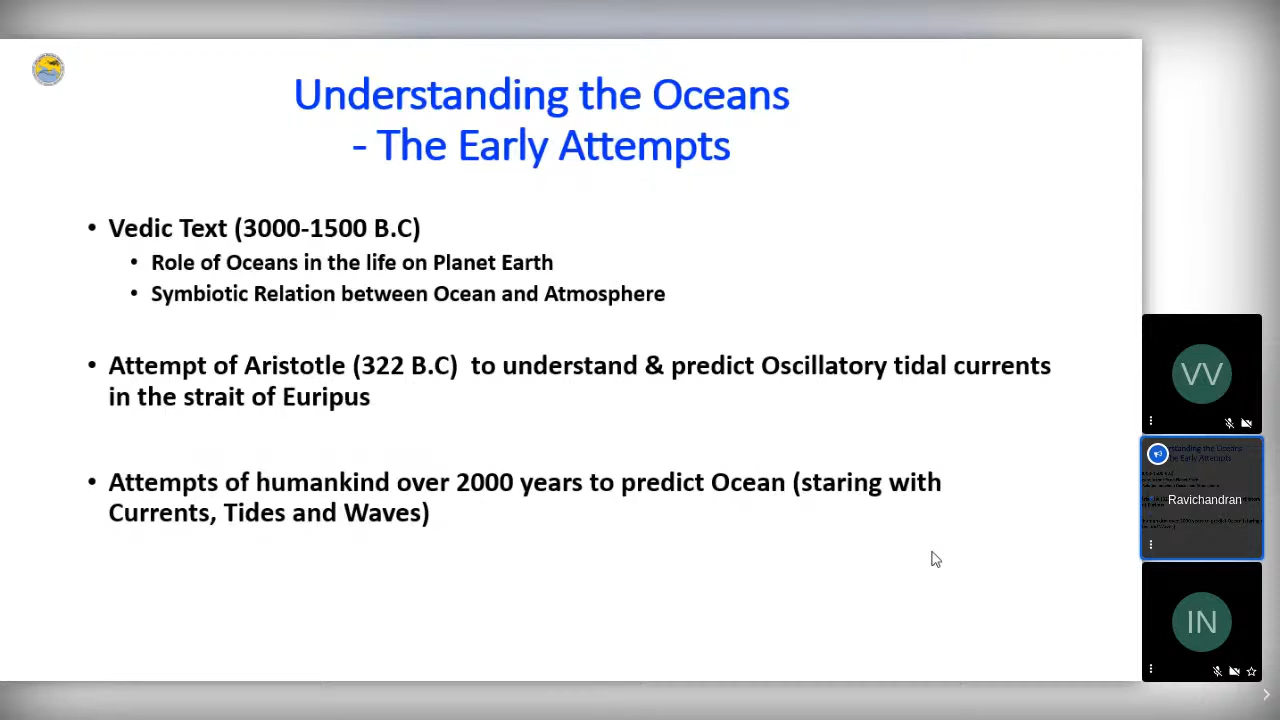 Understanding the Oceans
- The Early Attempts
• Vedic Text (3000-1500 B.C)
• Role of Oceans in the life on Planet Earth
• Symbiotic Relation between Ocean and Atmosphere
• Attempt of Aristotle (322 B.C) to understand & predict Oscillatory tidal currents
in the strait of Euripus
• Attempts of humankind over 2000 years to predict Ocean (staring with
Currents, Tides and Waves)
VV
Ravichandran
IN